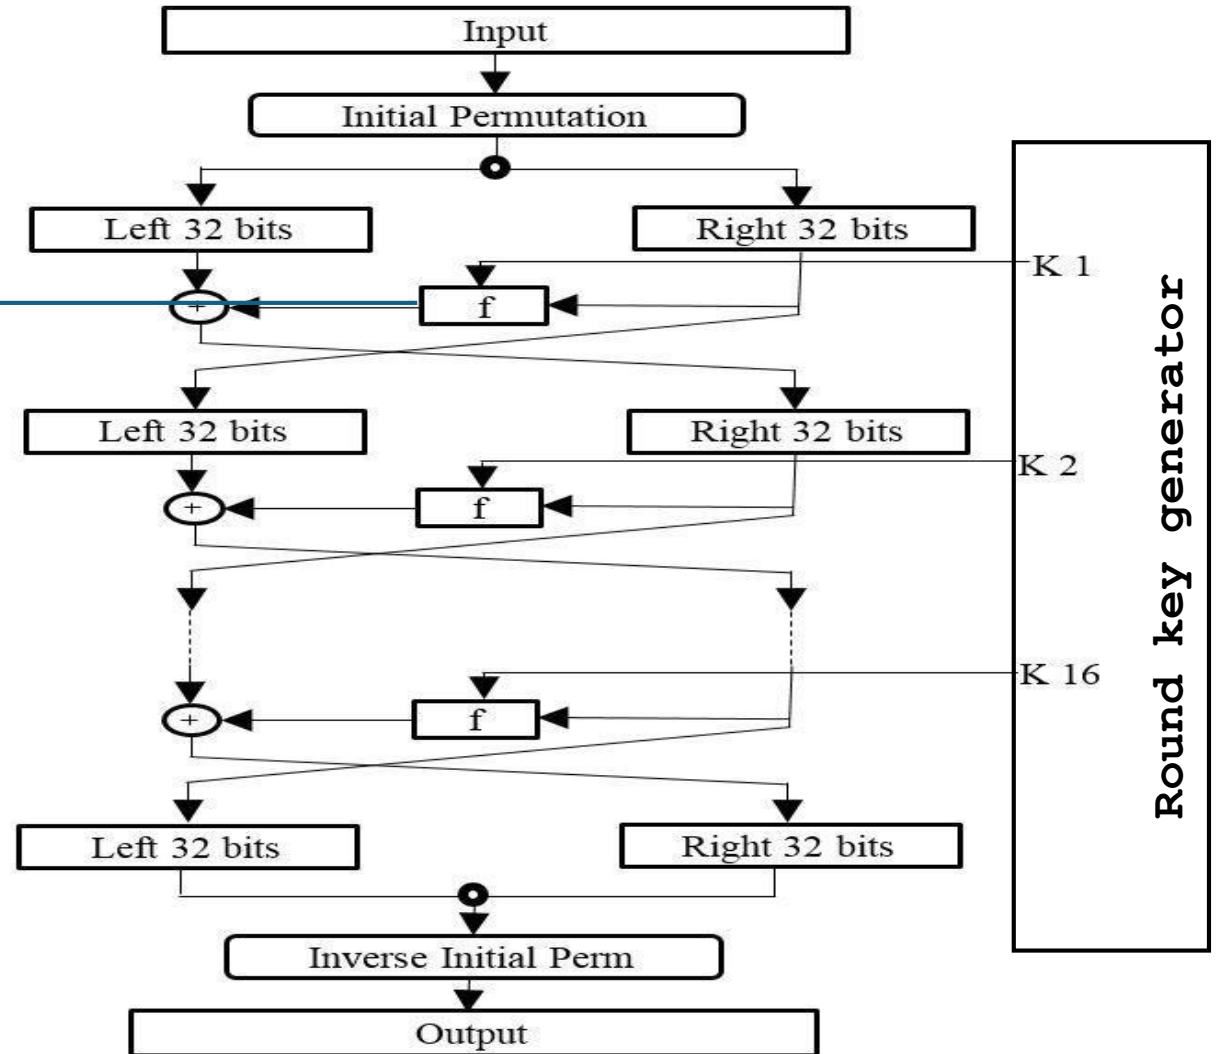 Input
Initial Permutation
Left 32 bits
Right 32 bits
K 1
+
f
Left 32 bits
Right 32 bits
K 2
+
f
K 16
+
f
Left 32 bits
Right 32 bits
Inverse Initial Perm
Output
Round key generator